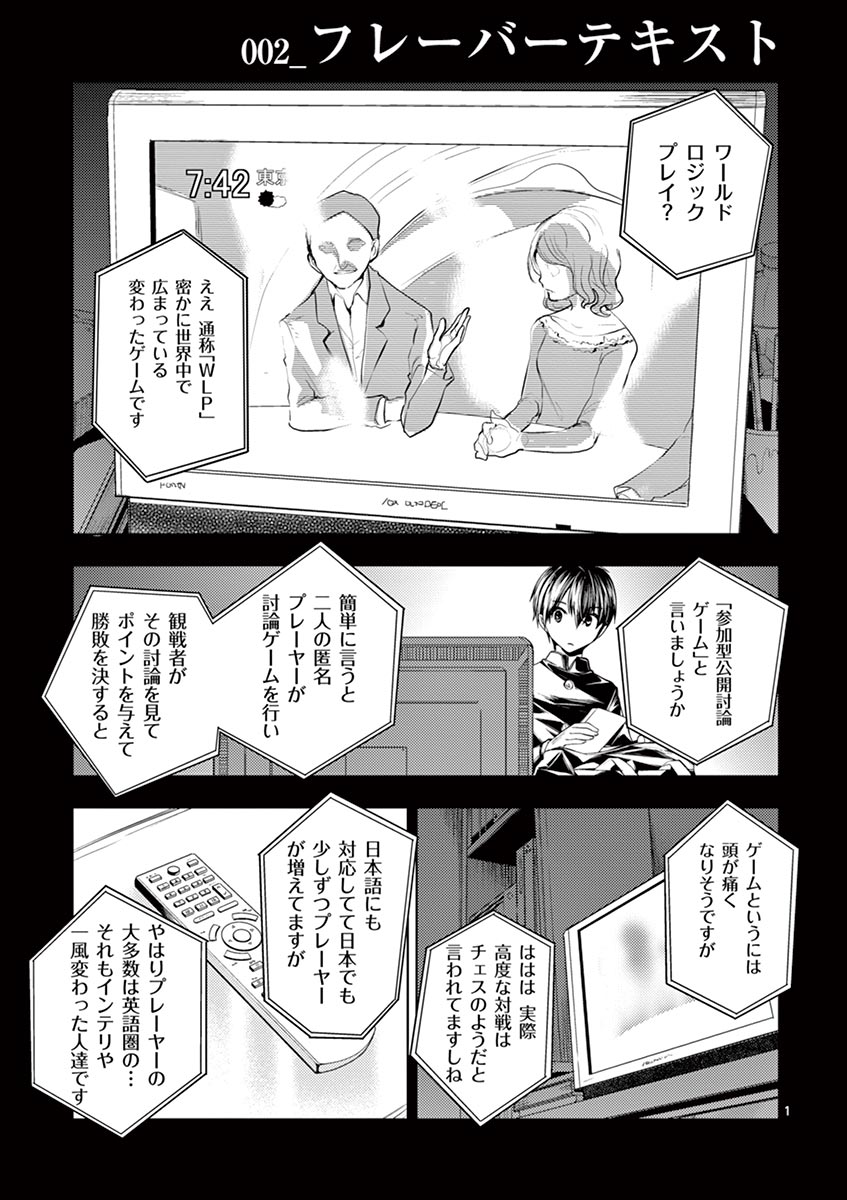 002_フレーバーテキスト
ワールド
ロジック
プレイ？
7:42
東京
ええ 通称「WLP」
密かに世界中で
広まっている
変わったゲームです
「参加型公開討論
ゲーム」と
言いましょうか
簡単に言うと
二人の匿名
プレーヤーが
討論ゲームを行い
観戦者が
その討論を見て
ポイントを与えて
勝敗を決すると
ゲームというには
頭が痛く
なりそうですが
ははは 実際
高度な対戦は
チェスのようだと
言われてますしね
日本語にも
対応してて日本でも
少しずつプレーヤー
が増えてますが
やはりプレーヤーの
大多数は英語圏の…
それもインテリや
一風変わった人達です
1